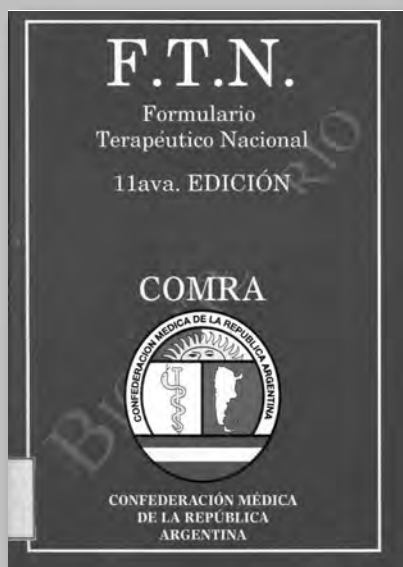 F.T.N.
Formulario
Terapéutico Nacional
11ava. EDICIÓN
COMRA
CONFEDERACIÓN MÉDICA DE LA REPÚBLICA ARGENTINA
CONFEDERACIÓN MÉDICA
DE LA REPÚBLICA
ARGENTINA